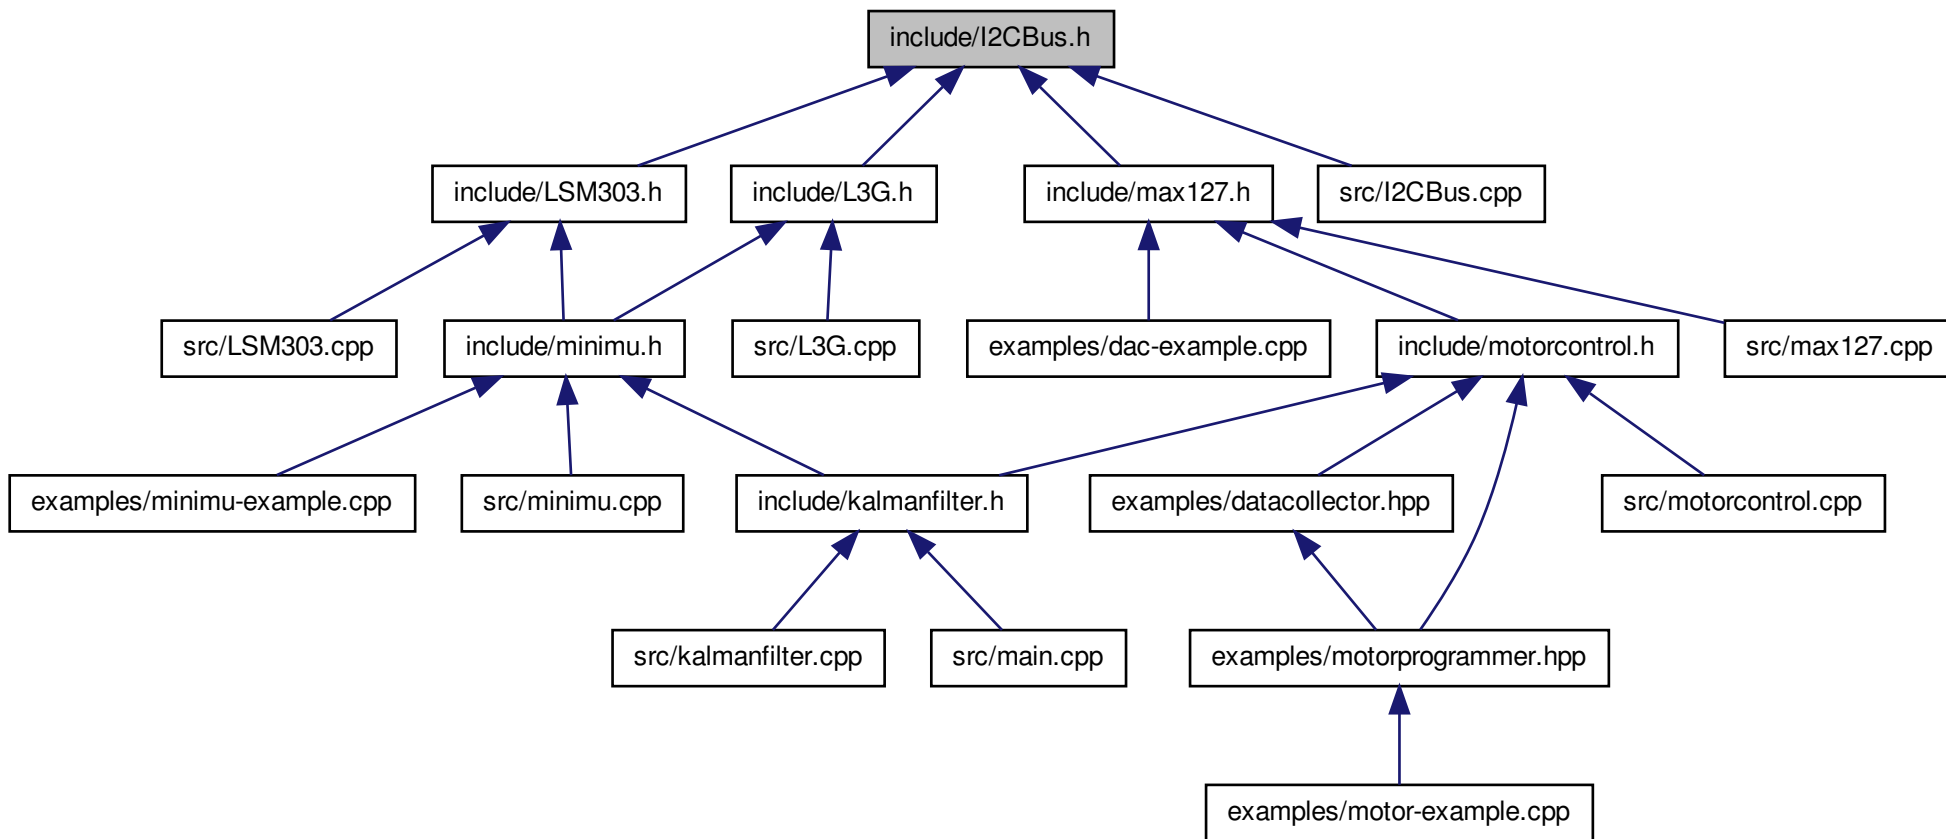 include/I2CBus.h
include/LSM303.h
include/L3G.h
include/max127.h
src/I2CBus.cpp
src/LSM303.cpp
include/minimu.h
src/L3G.cpp
examples/dac-example.cpp
include/motorcontrol.h
src/max127.cpp
examples/minimu-example.cpp
src/minimu.cpp
include/kalmanfilter.h
examples/datacollector.hpp
src/motorcontrol.cpp
src/kalmanfilter.cpp
src/main.cpp
examples/motorprogrammer.hpp
examples/motor-example.cpp